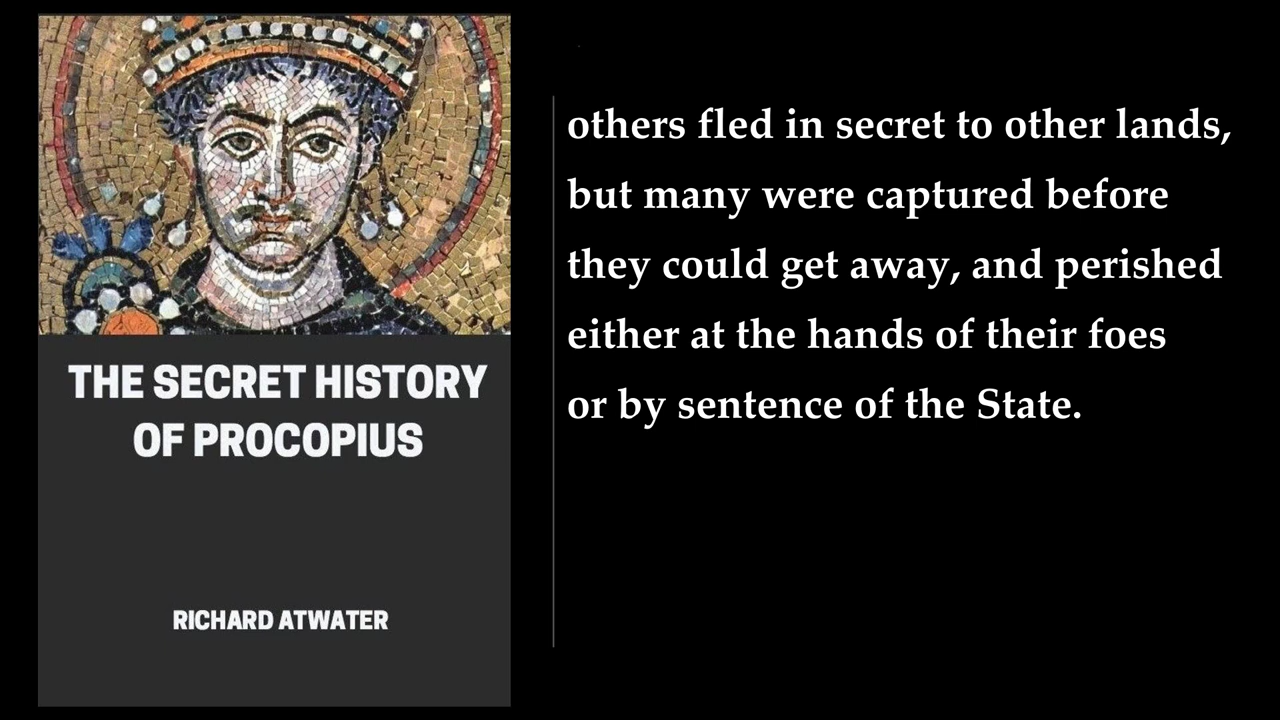 THE SECRET HISTORY
OF PROCOPIUS
RICHARD ATWATER
others fled in secret to other lands,
but many were captured before
they could get away, and perished
either at the hands of their foes
or by sentence of the State.